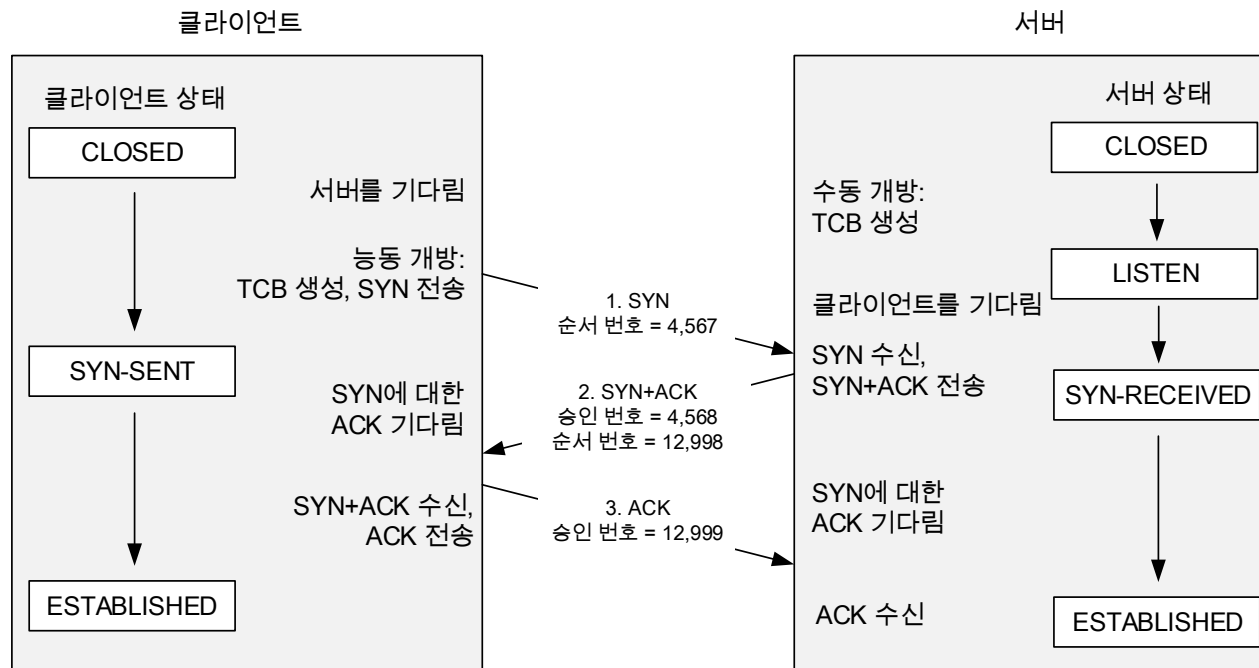 클라이언트
서버
클라이언트 상태
CLOSED
서버를 기다림
능동 개방:
TCB 생성, SYN 전송
SYN-SENT
SYN에 대한
ACK 기다림
SYN+ACK 수신,
ACK 전송
ESTABLISHED
1. SYN
순서 번호 = 4,567
2. SYN+ACK
승인 번호 = 4,568
순서 번호 = 12,998
3. ACK
승인 번호 = 12,999
서버 상태
CLOSED
수동 개방:
TCB 생성
LISTEN
클라이언트를 기다림
SYN 수신,
SYN+ACK 전송
SYN-RECEIVED
SYN에 대한
ACK 기다림
ACK 수신
ESTABLISHED